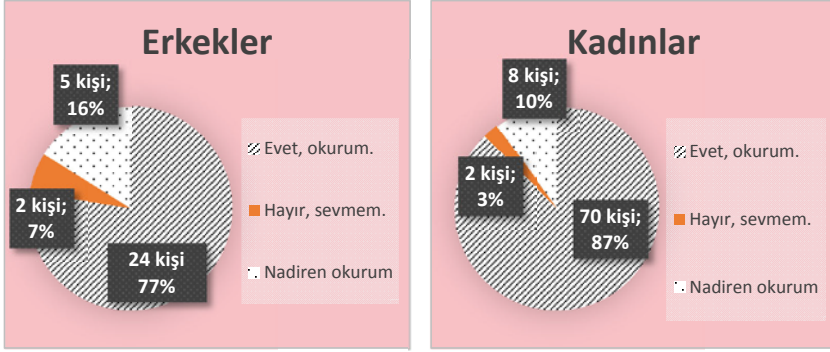 Erkekler
5 kişi;
16%
2 kişi;
7%
24 kişi
77%
Evet, okurum.
Hayır, sevmem.
Nadiren okurum
Kadınlar
8 kişi;
10%
2 kişi;
3%
70 kişi;
87%
Evet, okurum.
Hayır, sevmem.
Nadiren okurum